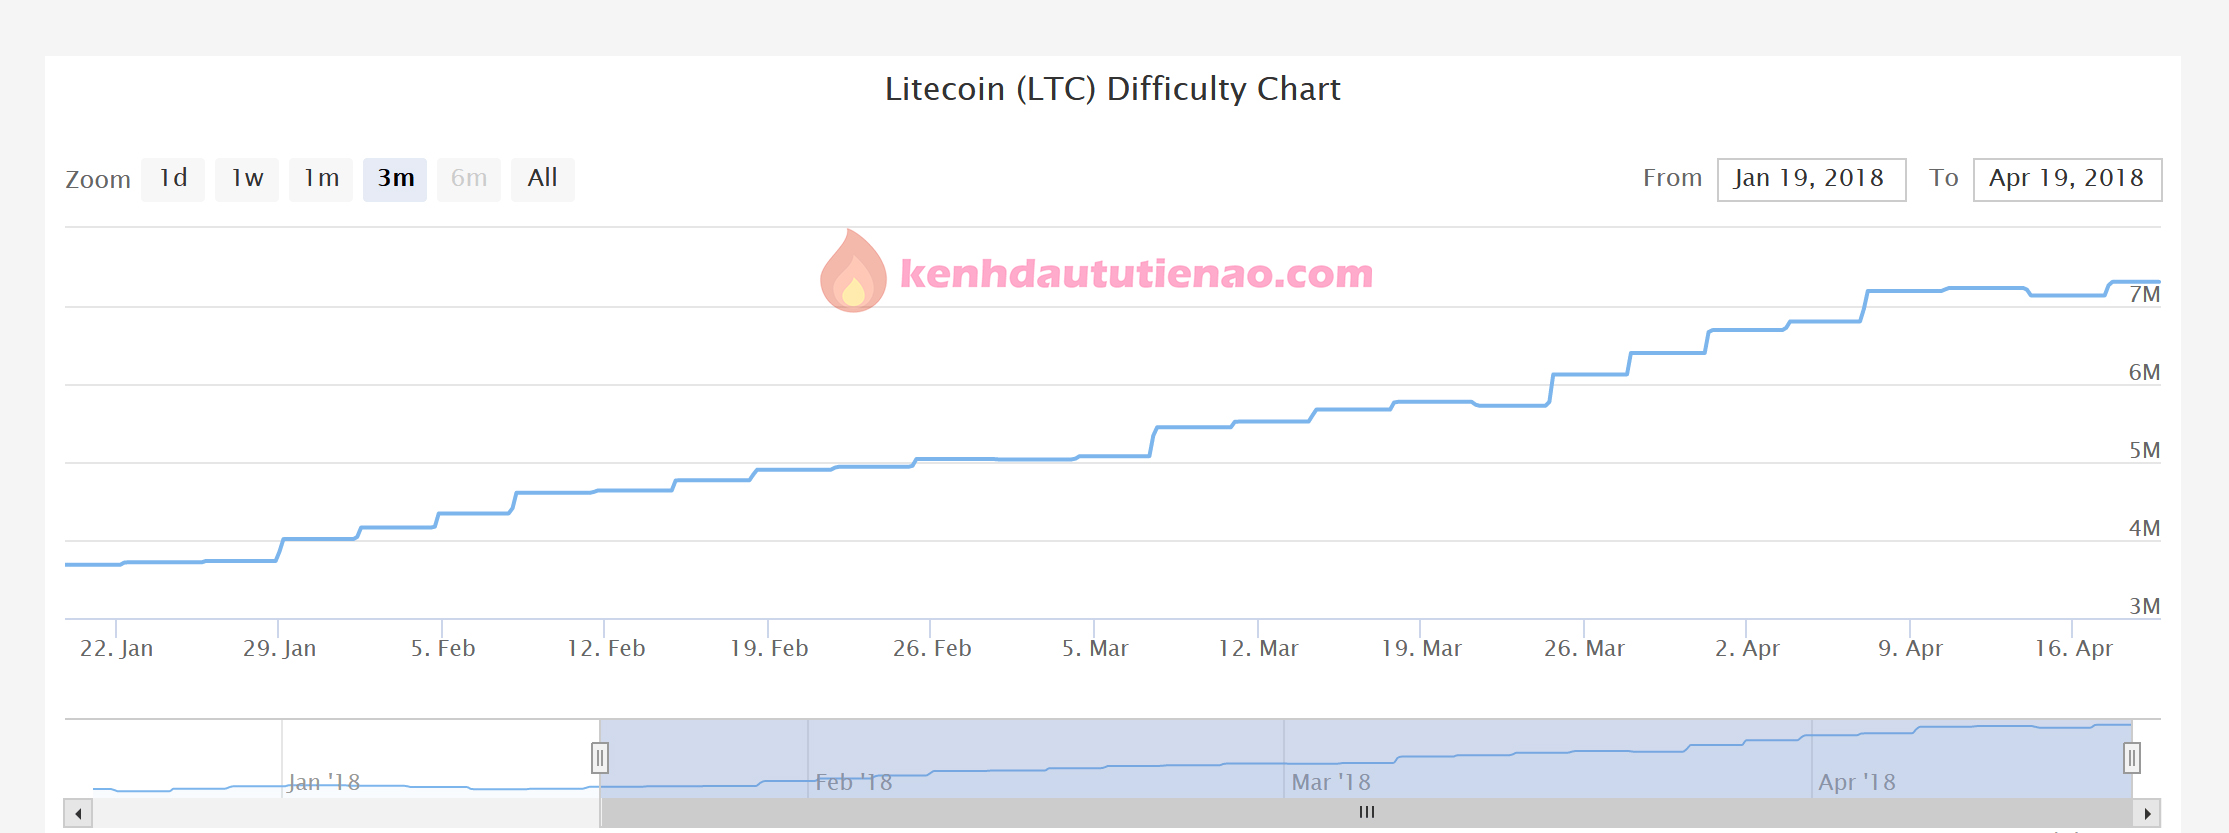 Litecoin (LTC) Difficulty Chart
Zoom 1d 1w 1m 3m 6m All From Jan 19, 2018 To Apr 19, 2018
kenhdaututienao.com
7M
6M
5M
4M
3M
22. Jan 29. Jan 5. Feb 12. Feb 19. Feb 26. Feb 5. Mar 12. Mar 19. Mar 26. Mar 2. Apr 9. Apr 16. Apr
Jan '18 Feb '18 Mar '18 Apr '18